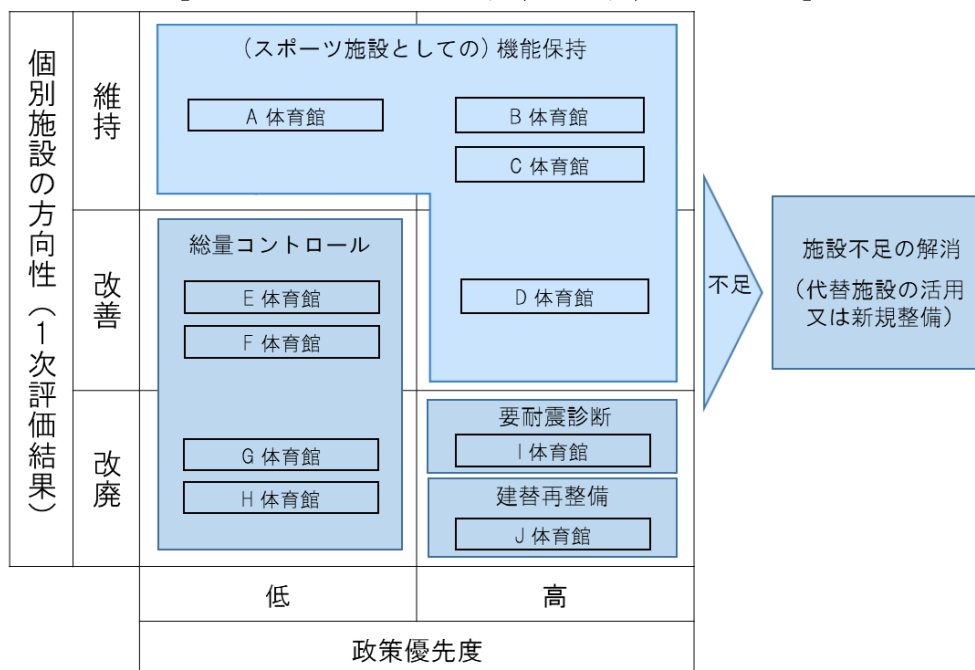 個別施設の方向性（1次評価結果）
維持
（スポーツ施設としての）機能保持
A 体育館
B 体育館
C 体育館
改善
総量コントロール
E 体育館
F 体育館
D 体育館
改廃
G 体育館
H 体育館
要耐震診断
I 体育館
建替再整備
J 体育館
不足
施設不足の解消
（代替施設の活用
又は新規整備）
低
高
政策優先度